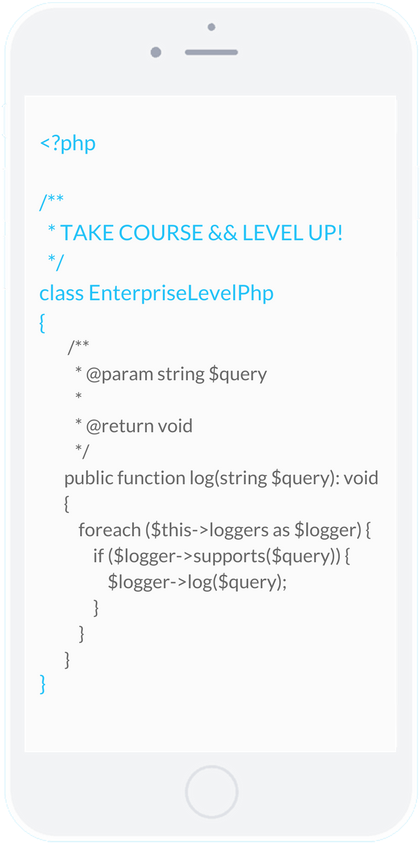 <?php
/**
* TAKE COURSE && LEVEL UP!
*/
class EnterpriseLevelPhp
{
/**
* @param string $query
*
* @return void
*/
public function log(string $query): void
{
foreach ($this->loggers as $logger) {
if ($logger->supports($query)) {
$logger->log($query);
}
}
}
}